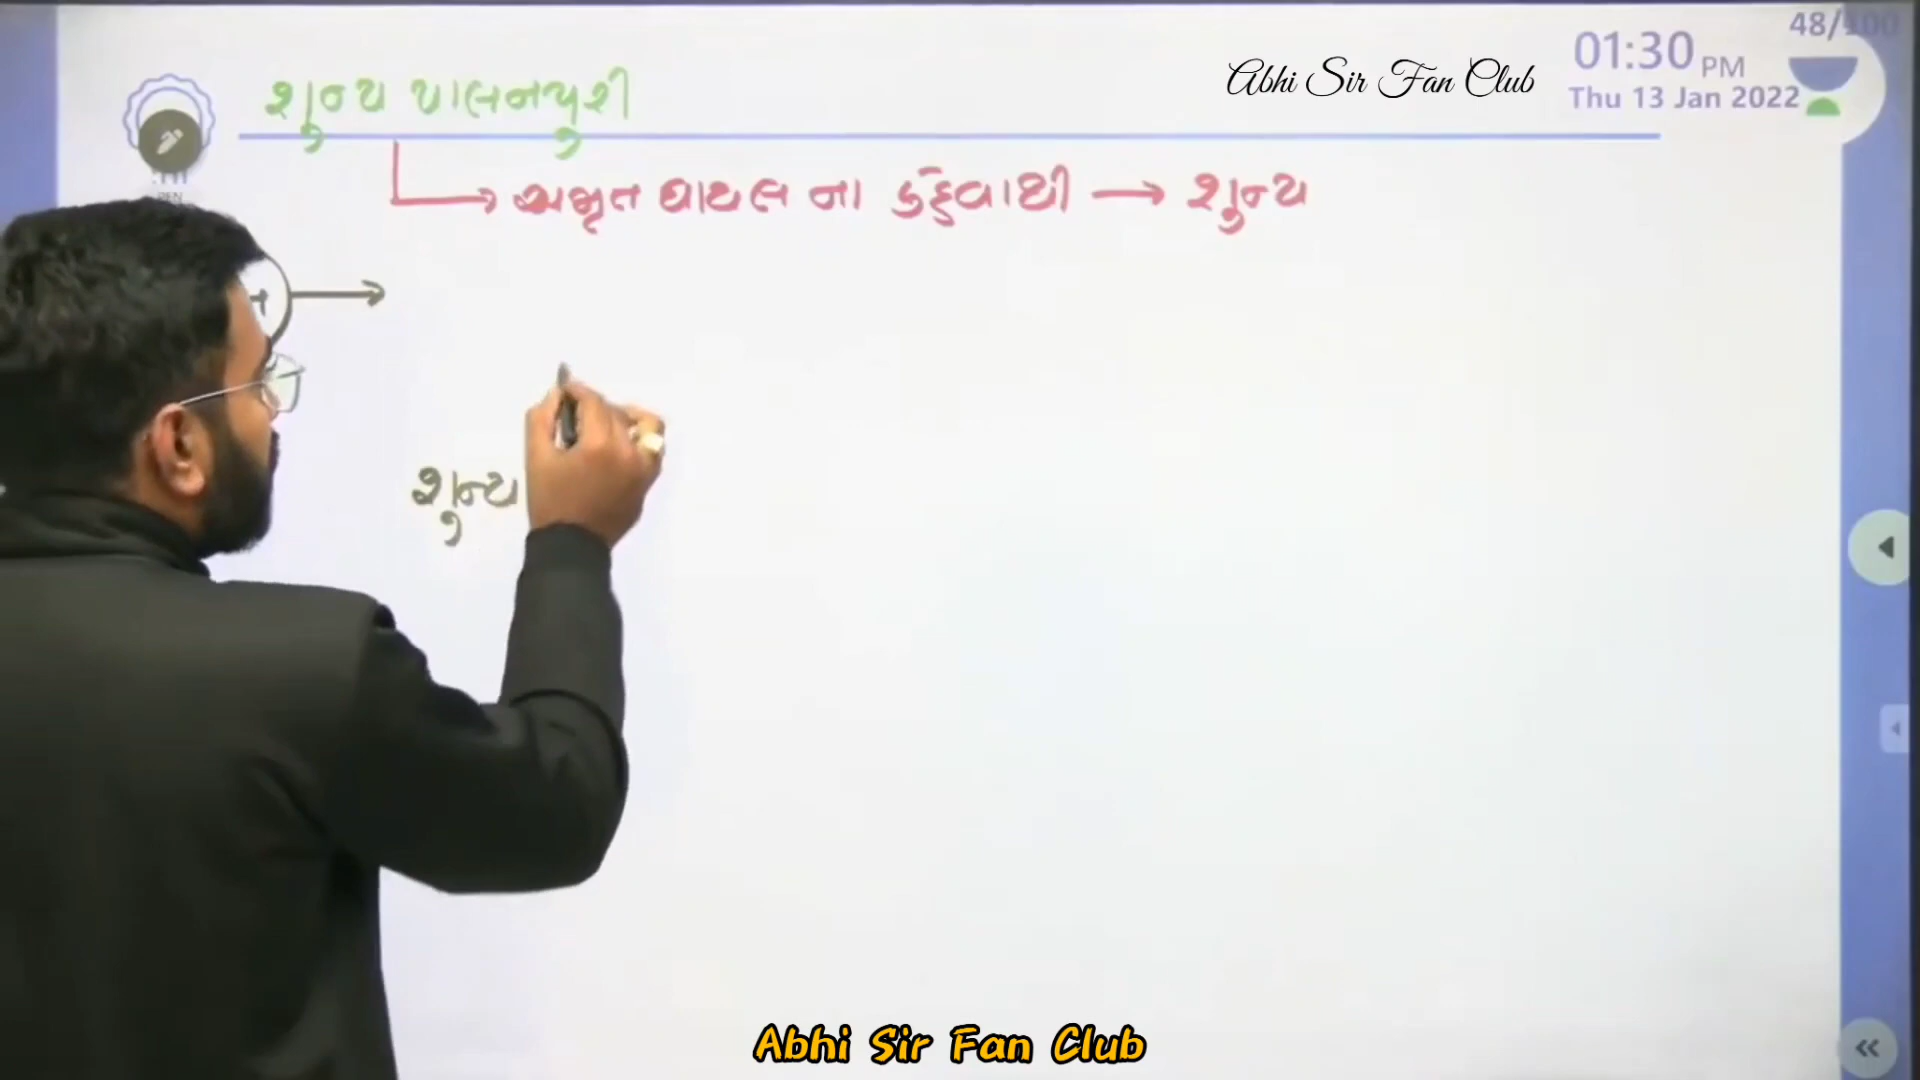 48/100
01:30 PM
Thu 13 Jan 2022
Abhi Sir Fan Club
શુન્ય પાલનપુરી
અમૃત ઘાયલ ના કહેવાથી → શુન્ય
શુન્ય
Abhi Sir Fan Club